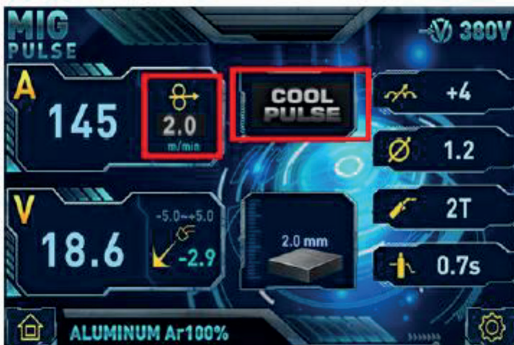 MIG
PULSE
380V
A
145
2.0
m/min
COOL
PULSE
+4
1.2
2T
0.7s
V
18.6
-5.0~+5.0
-2.9
2.0 mm
ALUMINUM Ar100%